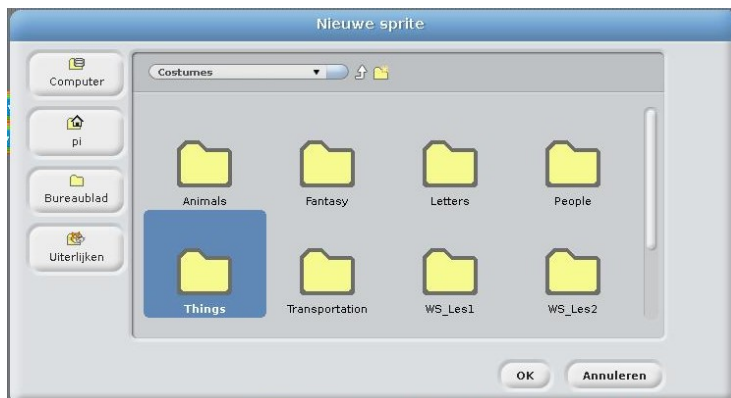 Nieuwe sprite
Computer
pi
Bureaublad
Uiterlijken
Costumes
Animals
Fantasy
Letters
People
Things
Transportation
WS_Les1
WS_Les2
OK
Annuleren